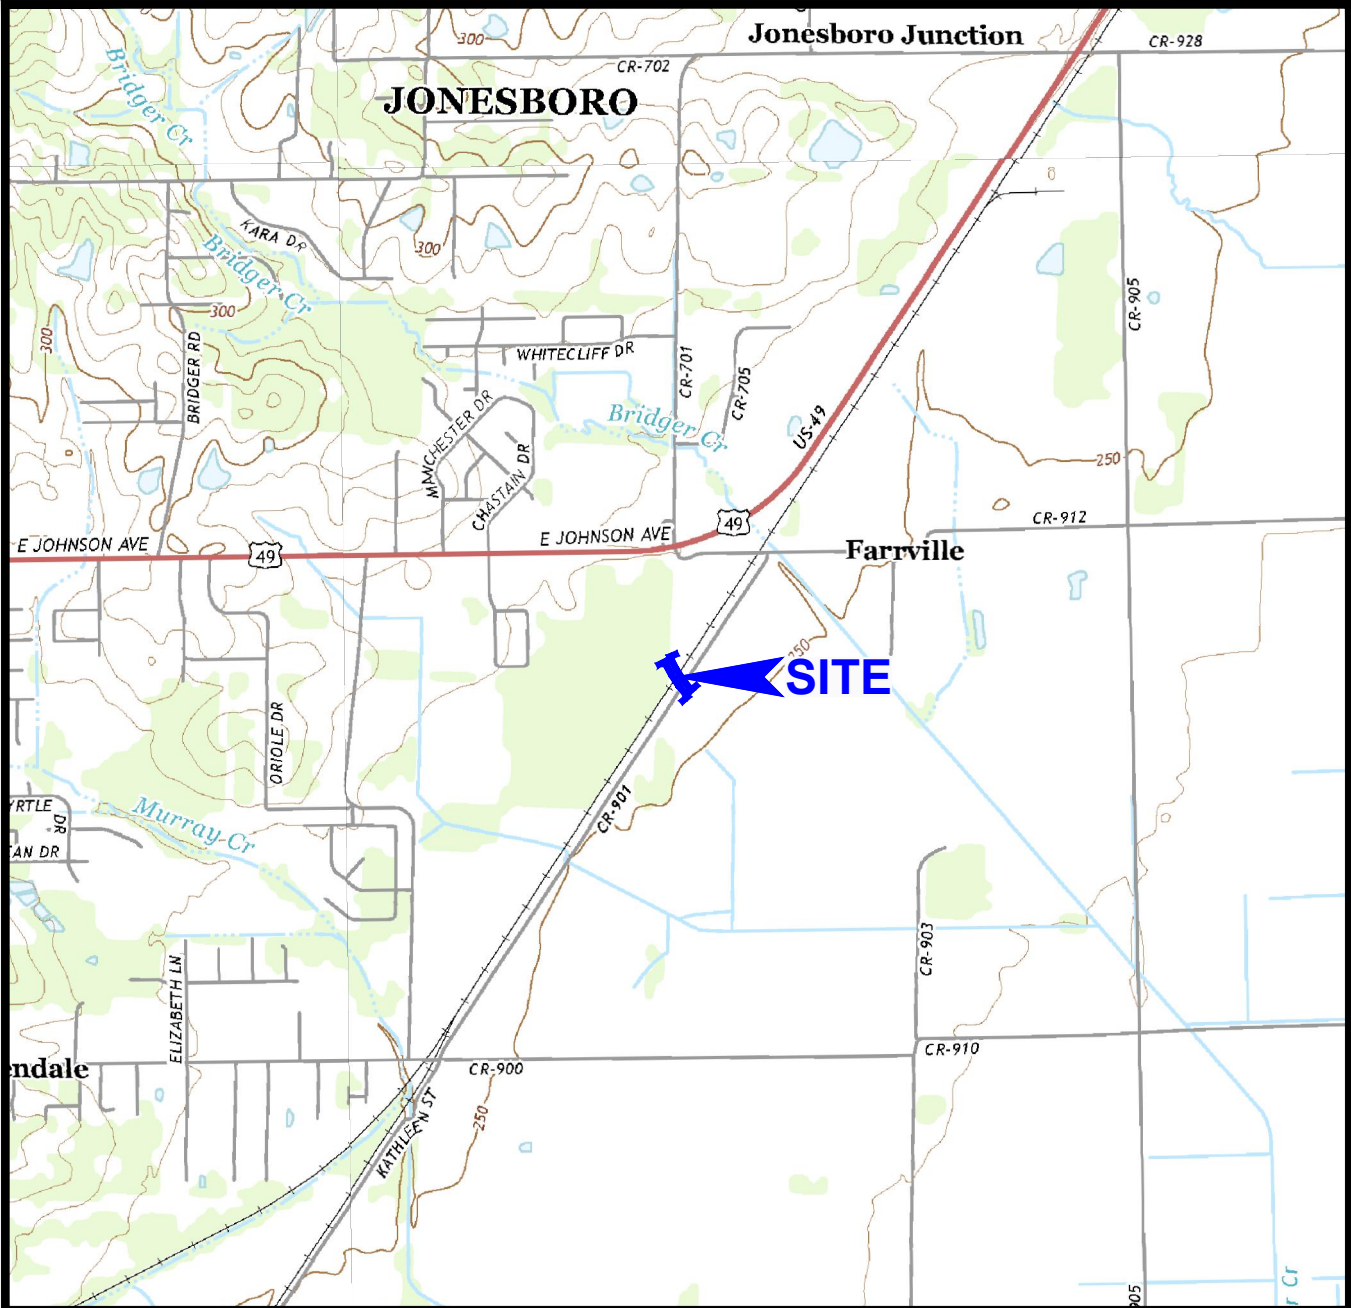 Jonesboro Junction
300
CR-928
CR-702
Bridger Cr
JONESBORO
KARA DR
300
Bridger Cr
300
CR-905
300
BRIDGER RD
WHITECLIFF DR
CR-701
CR-705
MANCHESTER DR
Bridger Cr
US-49
CHASTAIN DR
250
49
CR-912
E JOHNSON AVE
E JOHNSON AVE
49
Farrville
250
SITE
ORIOLE DR
CR-901
YRTLE
DR
Murray Cr
EAN DR
CR-903
ELIZABETH LN
CR-910
endale
CR-900
250
KATHLEEN ST
r Cr
905